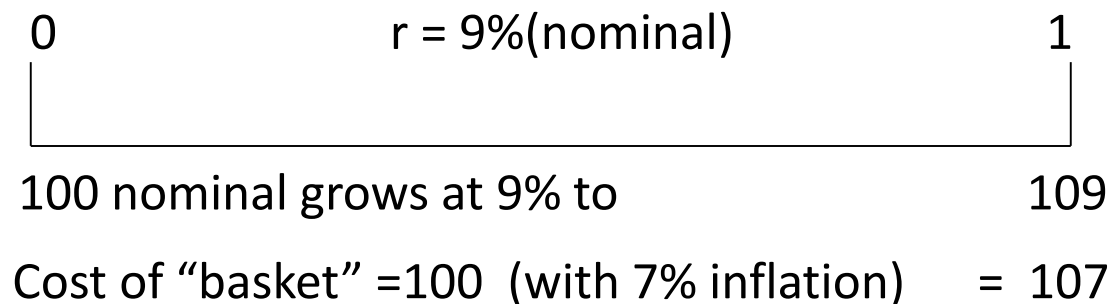 0 r = 9%(nominal) 1
100 nominal grows at 9% to 109
Cost of “basket” =100 (with 7% inflation) = 107